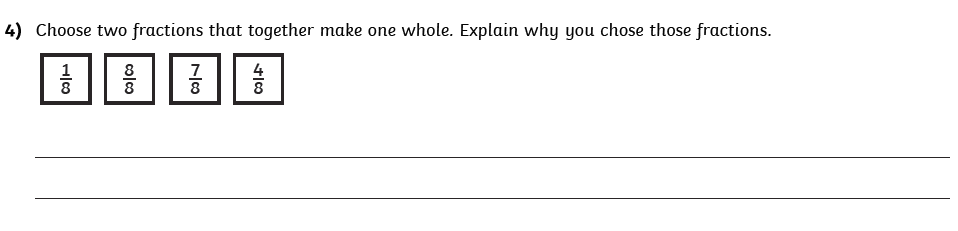 4) Choose two fractions that together make one whole. Explain why you chose those fractions.
1/8 8/8 7/8 4/8